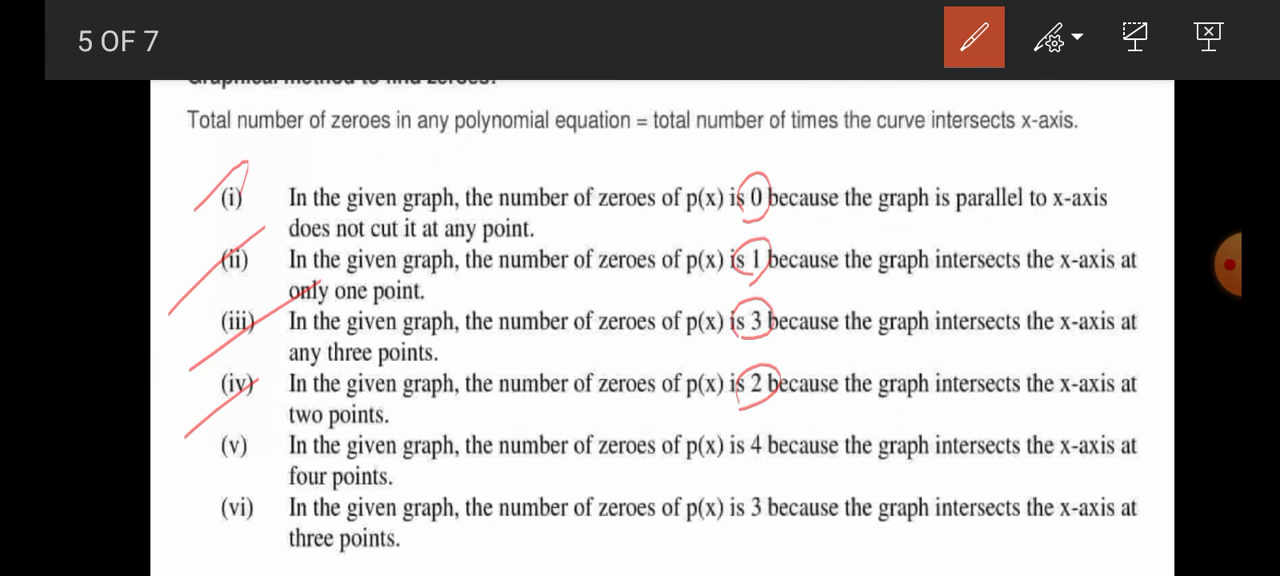 5 OF 7
Graphical method to find zeroes:
Total number of zeroes in any polynomial equation = total number of times the curve intersects x-axis.
(i) In the given graph, the number of zeroes of p(x) is 0 because the graph is parallel to x-axis
does not cut it at any point.
(ii) In the given graph, the number of zeroes of p(x) is 1 because the graph intersects the x-axis at
only one point.
(iii) In the given graph, the number of zeroes of p(x) is 3 because the graph intersects the x-axis at
any three points.
(iv) In the given graph, the number of zeroes of p(x) is 2 because the graph intersects the x-axis at
two points.
(v) In the given graph, the number of zeroes of p(x) is 4 because the graph intersects the x-axis at
four points.
(vi) In the given graph, the number of zeroes of p(x) is 3 because the graph intersects the x-axis at
three points.